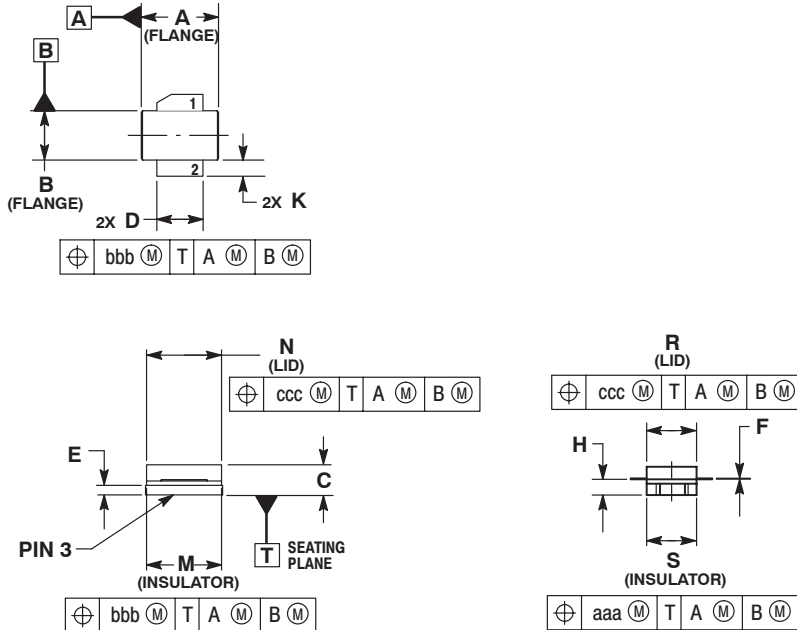 A
A
(FLANGE)
B
1
2
B
(FLANGE)
2X K
2X D
⌖ bbb Ⓜ T A Ⓜ B Ⓜ
N
(LID)
⌖ ccc Ⓜ T A Ⓜ B Ⓜ
R
(LID)
⌖ ccc Ⓜ T A Ⓜ B Ⓜ
E
C
H
F
PIN 3
T SEATING
PLANE
M
(INSULATOR)
⌖ bbb Ⓜ T A Ⓜ B Ⓜ
S
(INSULATOR)
⌖ aaa Ⓜ T A Ⓜ B Ⓜ